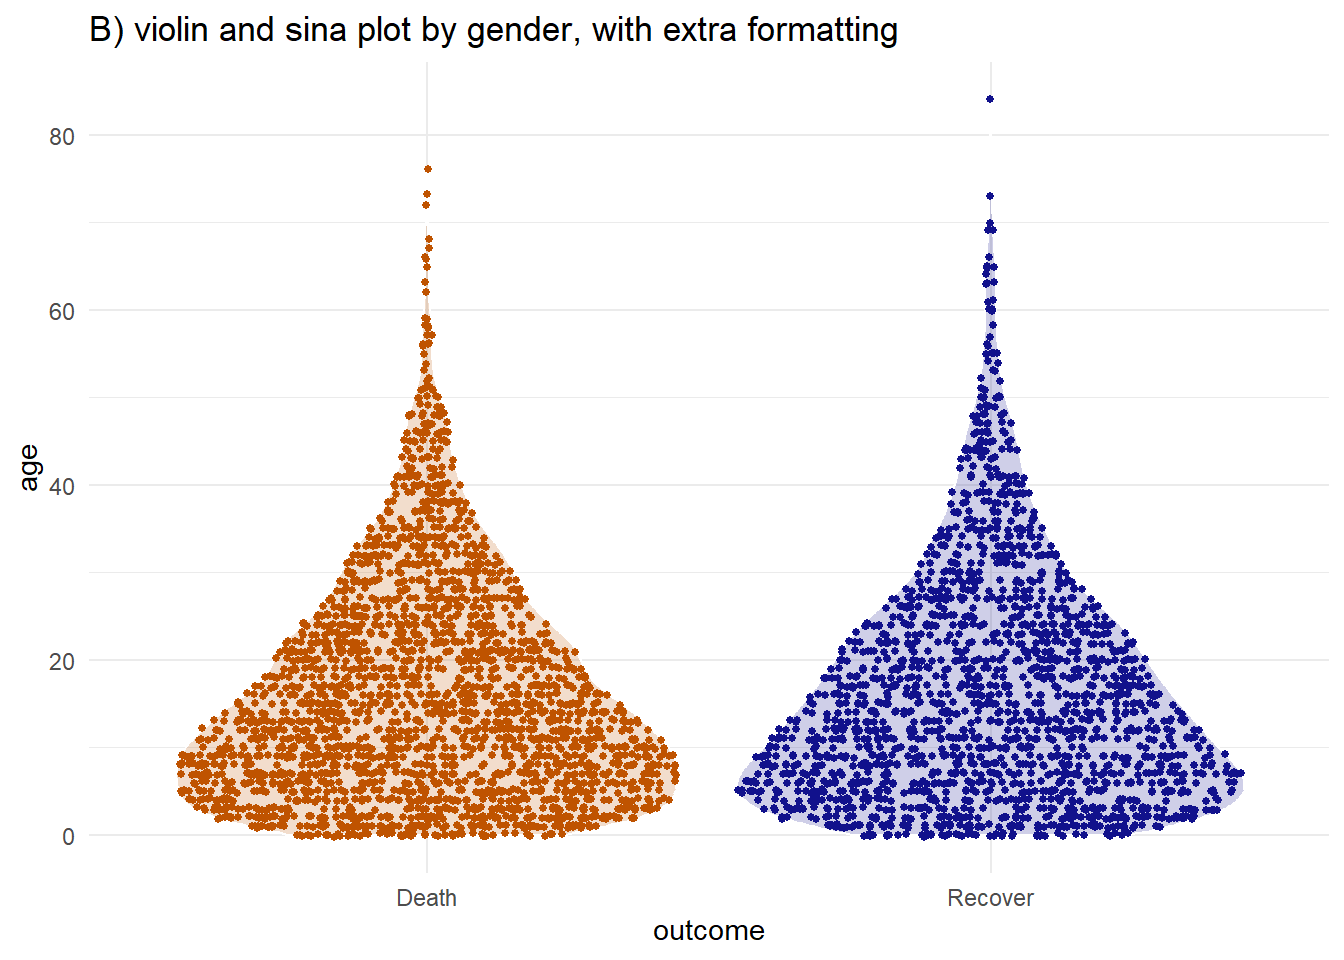 B) violin and sina plot by gender, with extra formatting
80
60
40
20
0
age
Death
Recover
outcome